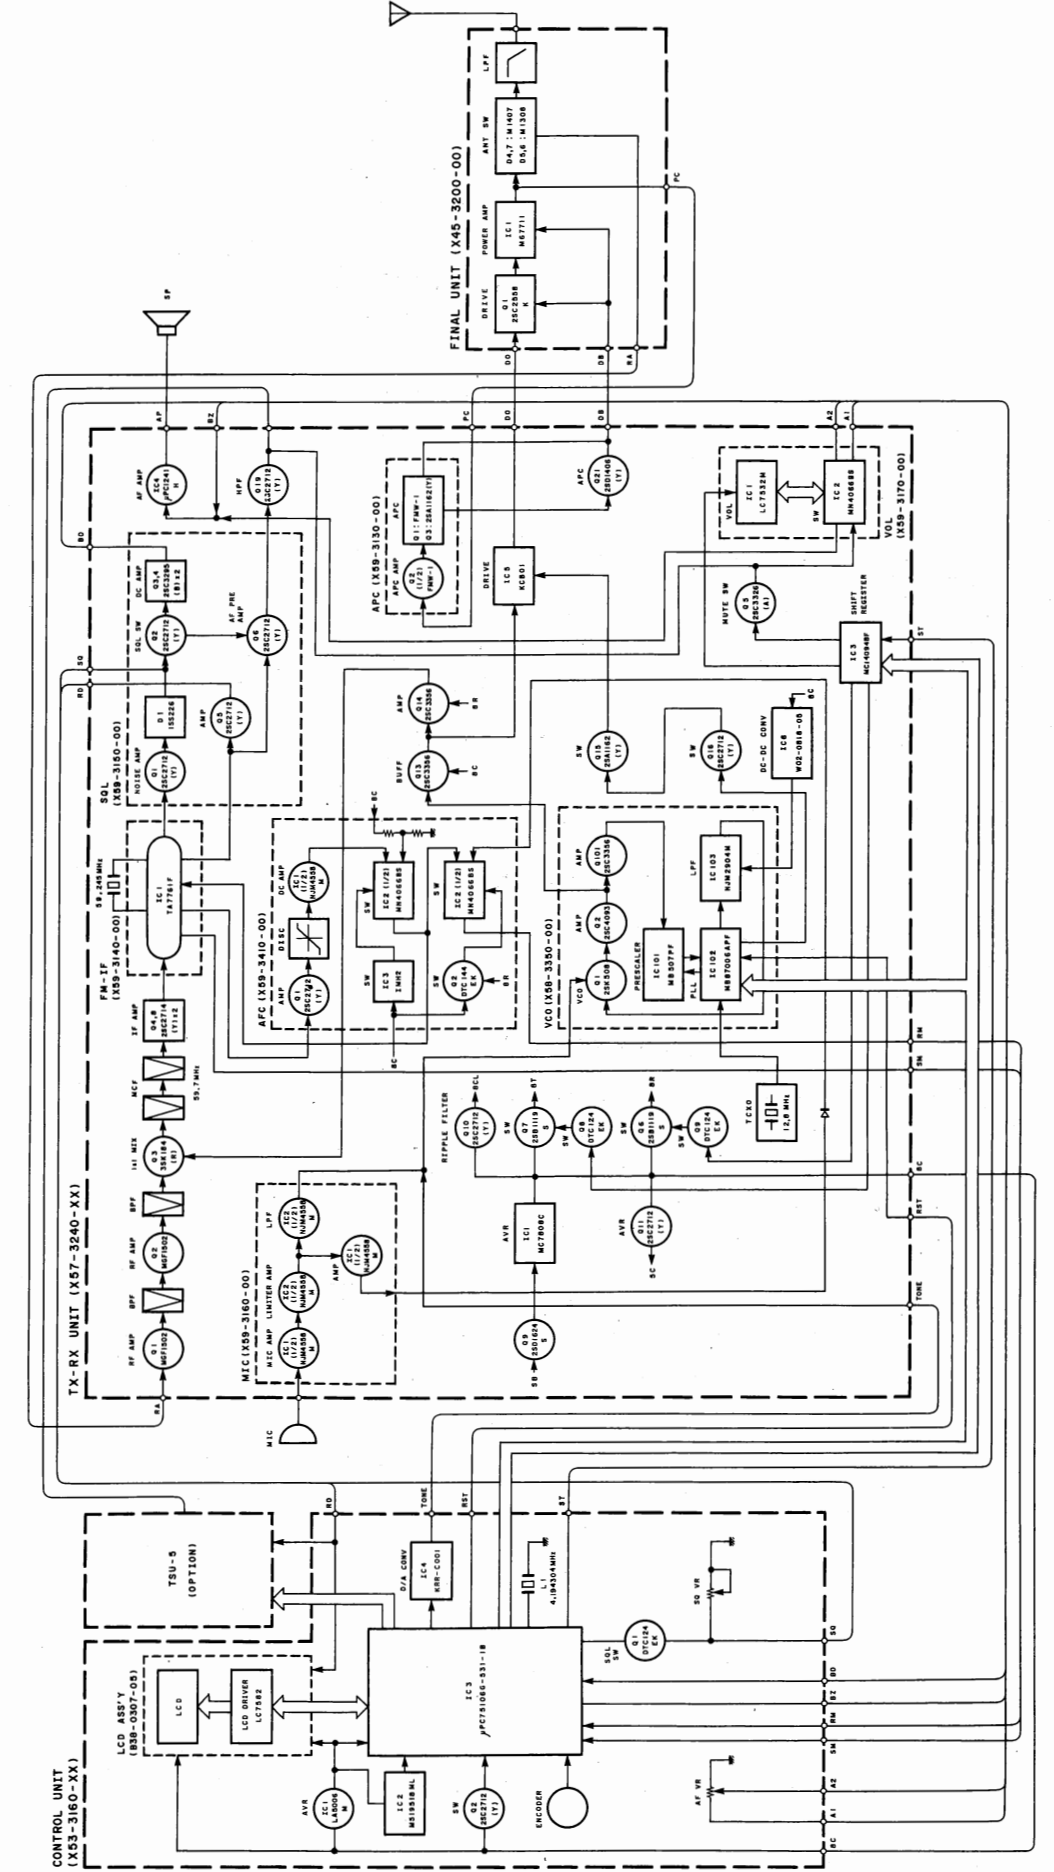 CONTROL UNIT
(X53-3160-XX)
LCD ASS'Y
(B38-0307-05)
LCD
LCD DRIVER
LC7582
TSU-5
(OPTION)
AVR
IC1
LA5006
M
IC2
M51951BML
SW
Q2
2SC2712
(Y)
ENCODER
IC3
μPC75106G-531-1B
D/A CONV
IC4
KRR-C001
L1
4.194304MHz
SQL
SW
Q1
DTC124
EK
SQ VR
AF VR
RD
TONE
RST
ST
SQ
BD
BZ
RM
SM
A2
A1
BC
TX-RX UNIT (X57-3240-XX)
RA
RF AMP
Q1
MGF1502
BPF
RF AMP
Q2
MGF1502
BPF
1st MIX
Q3
3SK184
(R)
MCF
59.7MHz
IF AMP
Q4,8
2SC2714
(Y)x2
FM-IF
(X59-3140-00)
59.245MHz
IC1
TA7761F
SQL
(X59-3150-00)
NOISE AMP
Q1
2SC2712
(Y)
D1
1SS226
SQL SW
Q2
2SC2712
(Y)
DC AMP
Q3,4
2SC3295
(B)x2
AMP
Q5
2SC2712
(Y)
AF PRE
AMP
Q6
2SC2712
(Y)
RD
SQ
BD
AF AMP
IC4
μPC1241
H
HPF
Q19
2SC2712
(Y)
AP
BZ
SP
MIC
MIC(X59-3160-00)
MIC AMP
IC1
(1/2)
NJM4558
M
LIMITER AMP
IC2
(1/2)
NJM4558
M
LPF
IC2
(1/2)
NJM4558
M
AMP
IC1
(1/2)
NJM4558
M
AFC(X59-3410-00)
AMP
Q1
2SC2712
(Y)
DISC
DC AMP
IC1
(1/2)
NJM4558
M
SW
IC3
IMH2
SW
IC2(1/2)
MN4066BS
SW
Q2
DTC144
EK
SW
IC2(1/2)
MN4066BS
8C
8R
8C
BUFF
Q13
2SC3356
8C
AMP
Q14
2SC3356
8R
APC (X59-3130-00)
APC AMP
Q2
(1/2)
FMW-1
APC
Q1:FMW-1
Q3:2SA1162(Y)
DRIVE
IC5
KCB01
APC
Q21
2SD1406
(Y)
PC
DO
DB
SB
Q9
2SD1624
S
AVR
IC1
MC7808C
AVR
Q11
2SC2712
(Y)
5C
RIPPLE FILTER
Q10
2SC2712
(Y)
8CL
SW
Q7
2SB1119
S
8T
SW
Q8
DTC124
EK
SW
Q6
2SB1119
S
8R
SW
Q9
DTC124
EK
TCXO
12.8MHz
VCO(X58-3350-00)
VCO
Q1
2SK508
AMP
Q2
2SC4093
AMP
Q101
2SC3356
PRESCALER
IC101
MB507PF
PLL
IC102
MB87006APF
LPF
IC103
NJM2904M
SW
Q15
2SA1162
(Y)
SW
Q16
2SC2712
(Y)
DC-DC CONV
IC6
W02-0818-05
8C
MUTE SW
Q5
2SC3326
(A)
SHIFT
REGISTER
IC3
MC14094BF
VOL
IC1
LC7532M
SW
IC2
MN4066BS
VOL
(X59-3170-00)
A2
A1
TONE
RST
BC
SM
RM
ST
FINAL UNIT (X45-3200-00)
DO
DB
RA
DRIVE
Q1
2SC2558
K
POWER AMP
IC1
M67711
ANT SW
D4,7:M1407
D5,6:M1308
LPF
PC